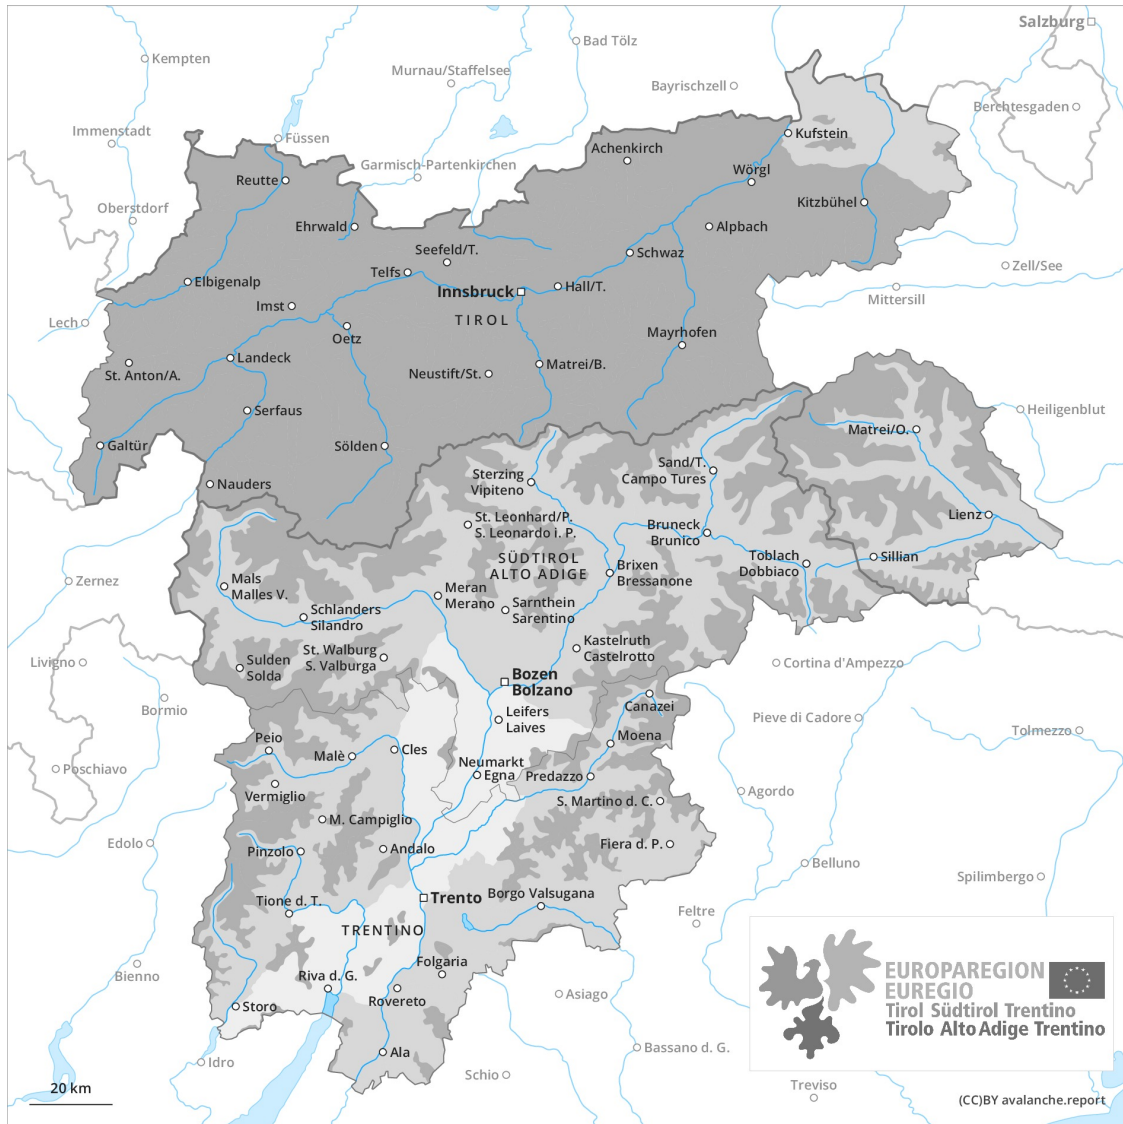 Salzburg
Bad Tölz
Kempten
Murnau/Staffelsee
Bayrischzell
Berchtesgaden
Immenstadt
Füssen
Kufstein
Achenkirch
Garmisch-Partenkirchen
Wörgl
Reutte
Kitzbühel
Oberstdorf
Ehrwald
Alpbach
Seefeld/T.
Schwaz
Telfs
Zell/See
Elbigenalp
Hall/T.
Innsbruck
Mittersill
Imst
TIROL
Lech
Oetz
Mayrhofen
Landeck
Matrei/B.
St. Anton/A.
Neustift/St.
Serfaus
Heiligenblut
Matrei/O.
Galtür
Sölden
Sand/T.
Campo Tures
Sterzing
Vipiteno
Nauders
Lienz
St. Leonhard/P.
S. Leonardo i. P.
Bruneck
Brunico
SÜDTIROL
ALTO ADIGE
Toblach
Dobbiaco
Sillian
Brixen
Bressanone
Zernez
Mals
Malles V.
Meran
Merano
Sarnthein
Sarentino
Schlanders
Silandro
Kastelruth
Castelrotto
St. Walburg
S. Valburga
Livigno
Sulden
Solda
Cortina d'Ampezzo
Bozen
Bolzano
Bormio
Canazei
Leifers
Laives
Pieve di Cadore
Tolmezzo
Peio
Moena
Malè
Cles
Neumarkt
Egna
Predazzo
Poschiavo
Vermiglio
Agordo
S. Martino d. C.
M. Campiglio
Edolo
Pinzolo
Andalo
Fiera d. P.
Belluno
Spilimbergo
Borgo Valsugana
Tione d. T.
Trento
Feltre
TRENTINO
Bienno
Folgaria
Riva d. G.
EUROPAREGION
EUREGIO
Tirol Südtirol Trentino
Tirolo Alto Adige Trentino
Asiago
Rovereto
Storo
Ala
Bassano d. G.
Idro
Schio
Treviso
20 km
(CC)BY avalanche.report